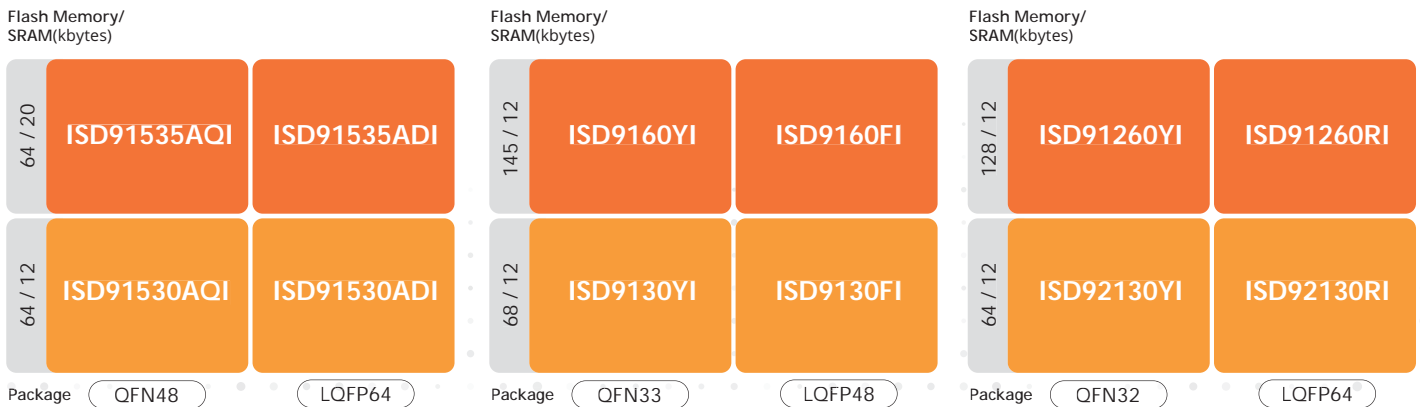 Flash Memory/
SRAM(kbytes)
64 / 20
ISD91535AQI
ISD91535ADI
64 / 12
ISD91530AQI
ISD91530ADI
Package
QFN48
LQFP64
Flash Memory/
SRAM(kbytes)
145 / 12
ISD9160YI
ISD9160FI
68 / 12
ISD9130YI
ISD9130FI
Package
QFN33
LQFP48
Flash Memory/
SRAM(kbytes)
128 / 12
ISD91260YI
ISD91260RI
64 / 12
ISD92130YI
ISD92130RI
Package
QFN32
LQFP64